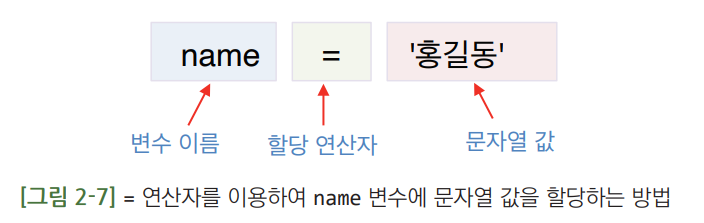 name = '홍길동'
변수 이름 할당 연산자 문자열 값
[그림 2-7] = 연산자를 이용하여 name 변수에 문자열 값을 할당하는 방법